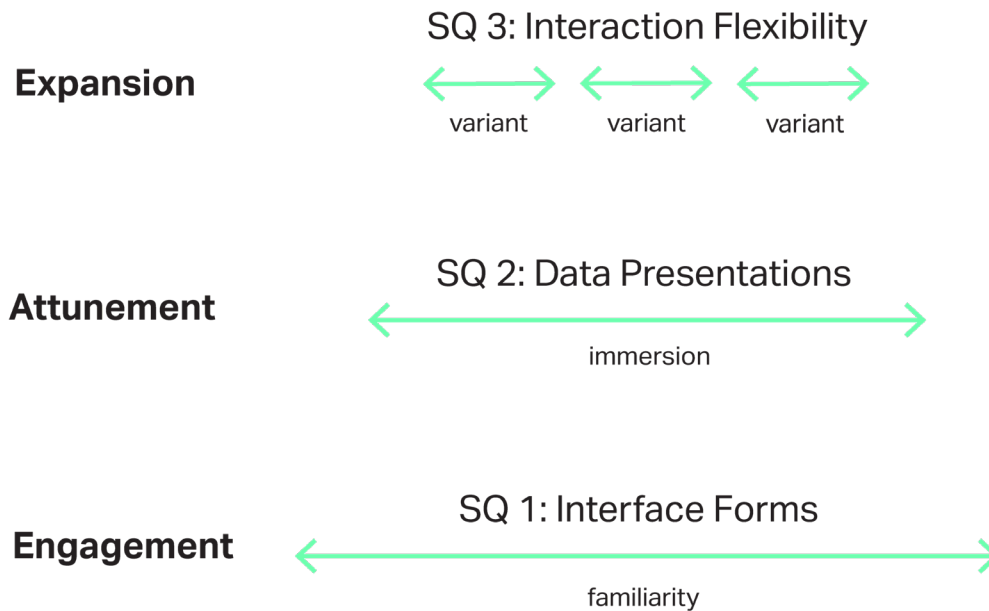 SQ 3: Interaction Flexibility
Expansion
variant variant variant
SQ 2: Data Presentations
Attunement
immersion
SQ 1: Interface Forms
Engagement
familiarity